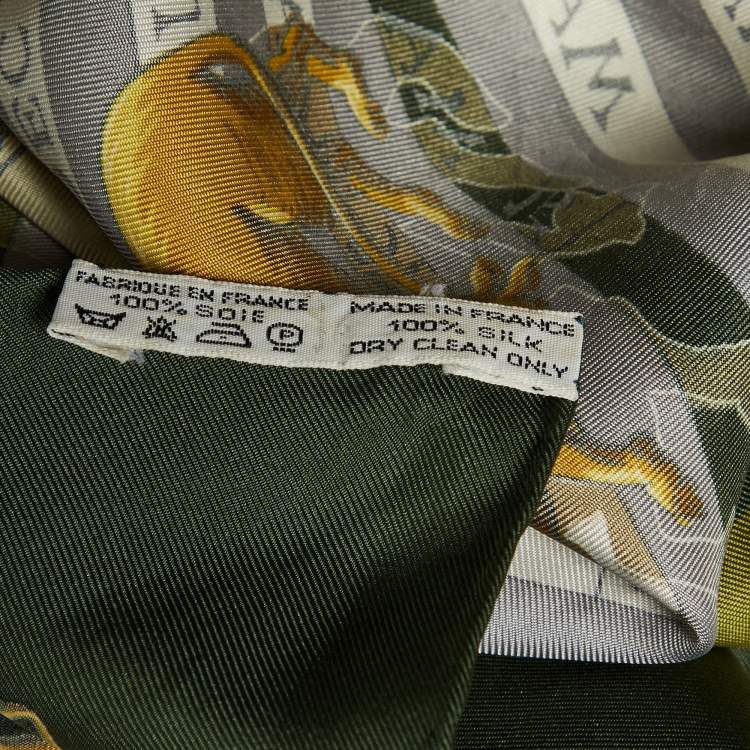 FABRIQUE EN FRANCE
100% SOIE
MADE IN FRANCE
100% SILK
DRY CLEAN ONLY